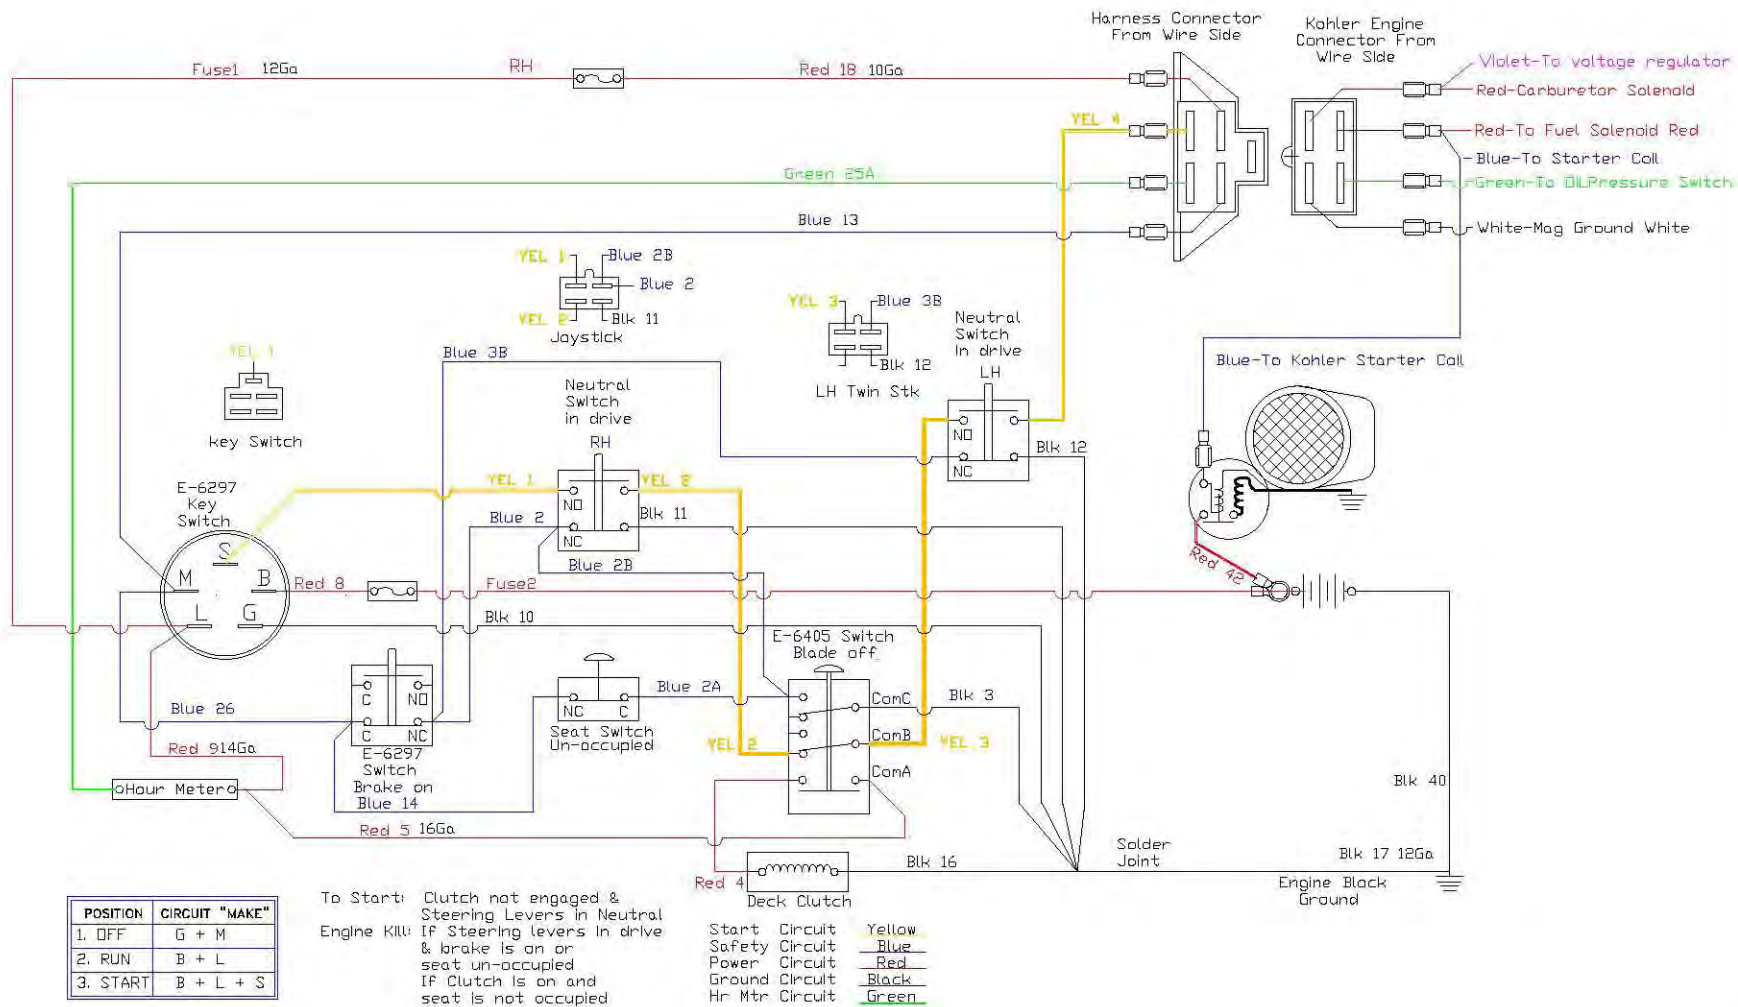 Harness Connector
From Wire Side
Kohler Engine
Connector From
Wire Side
Fuse1 12Ga
RH
Red 18 10Ga
Violet-To voltage regulator
Red-Carburetor Solenoid
YEL 4
Red-To Fuel Solenoid Red
Blue-To Starter Coil
Green 25A
Green-To OILPressure Switch
Blue 13
White-Mag Ground White
YEL 1
Blue 2B
Blue 2
YEL 2
Blk 11
Joystick
YEL 3
Blue 3B
Blk 12
LH Twin Stk
Neutral
Switch
in drive
LH
NO
NC
Blk 12
Blue-To Kohler Starter Coil
YEL 1
key Switch
Blue 3B
Neutral
Switch
in drive
RH
YEL 1
YEL 2
NO
Blue 2
Blk 11
NC
Blue 2B
E-6297
Key
Switch
S
M
B
L
G
Red 8
Fuse2
Red 42
Blk 10
E-6405 Switch
Blade off
C
NO
C
NC
Blue 26
E-6297
Switch
Brake on
Blue 14
NC
C
Seat Switch
Un-occupied
Blue 2A
ComC
Blk 3
YEL 2
ComB
YEL 3
ComA
Red 914Ga
Hour Meter
Red 5 16Ga
Blk 40
Solder
Joint
Blk 17 12Ga
Blk 16
Red 4
Deck Clutch
Engine Black
Ground
POSITION CIRCUIT "MAKE"
1. OFF G + M
2. RUN B + L
3. START B + L + S
To Start: Clutch not engaged &
Steering Levers in Neutral
Engine Kill: If Steering levers in drive
& brake is on or
seat un-occupied
If Clutch is on and
seat is not occupied
Start Circuit Yellow
Safety Circuit Blue
Power Circuit Red
Ground Circuit Black
Hr Mtr Circuit Green